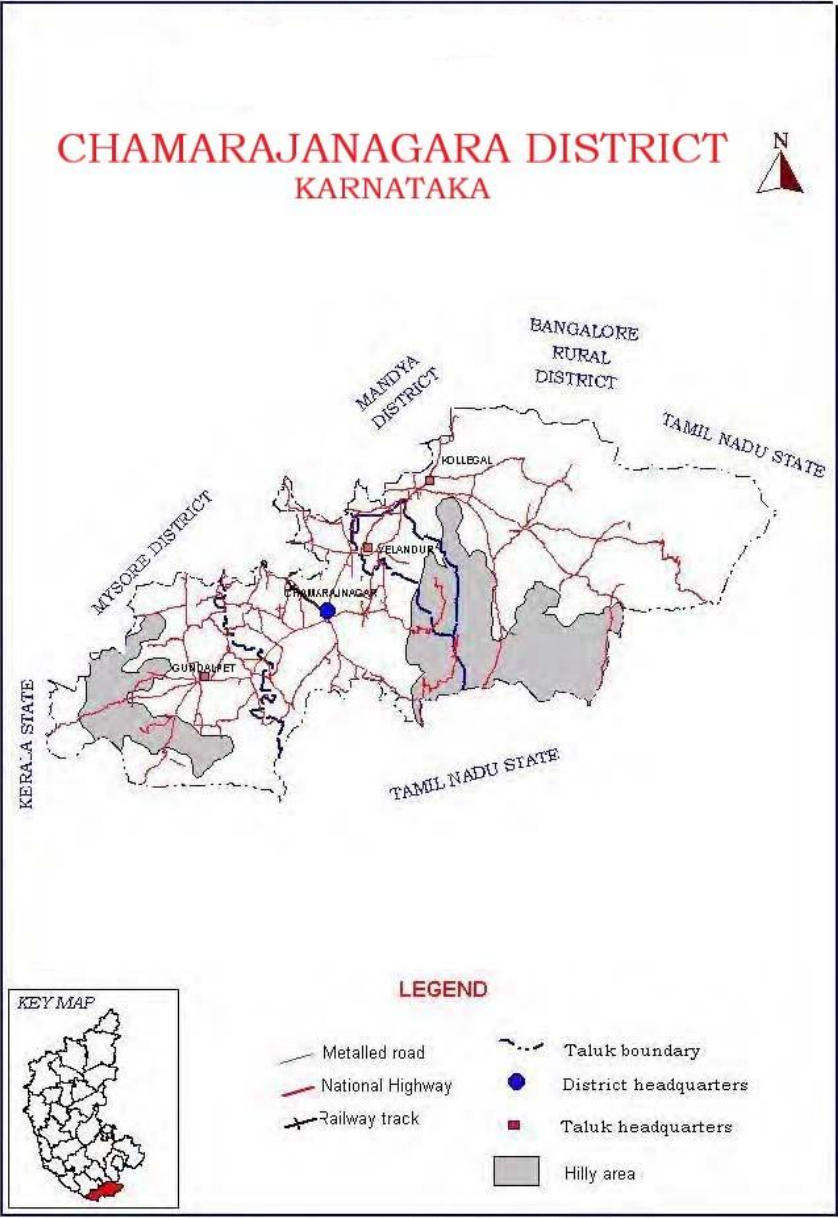 CHAMARAJANAGARA DISTRICT
KARNATAKA
N
BANGALORE
RURAL
DISTRICT
MANDYA
DISTRICT
TAMIL NADU STATE
KOLLEGAL
MYSORE DISTRICT
YELANDUR
CHAMARAJNAGAR
GUNDALPET
KERALA STATE
TAMIL NADU STATE
LEGEND
KEY MAP
Metalled road
Taluk boundary
National Highway
District headquarters
Railway track
Taluk headquarters
Hilly area